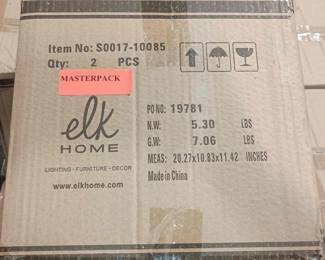 Item No: S0017-10085
Qty: 2 PCS
MASTERPACK
elk
HOME
LIGHTING - FURNITURE - DECOR
www.elkhome.com
PO NO: 19781
N.W: 5.30 LBS
G.W: 7.06 LBS
MEAS: 20.27x10.83x11.42 INCHES
Made in China